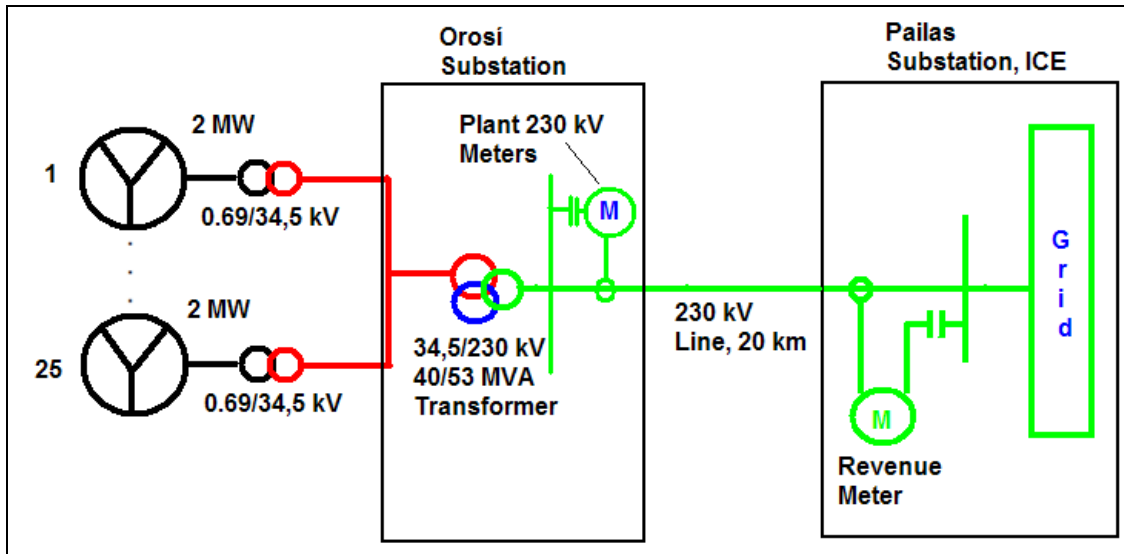 Orosí
Substation
Pailas
Substation, ICE
2 MW
1
0.69/34,5 kV
Plant 230 kV
Meters
M
2 MW
25
0.69/34,5 kV
34,5/230 kV
40/53 MVA
Transformer
230 kV
Line, 20 km
M
Revenue
Meter
G
r
i
d